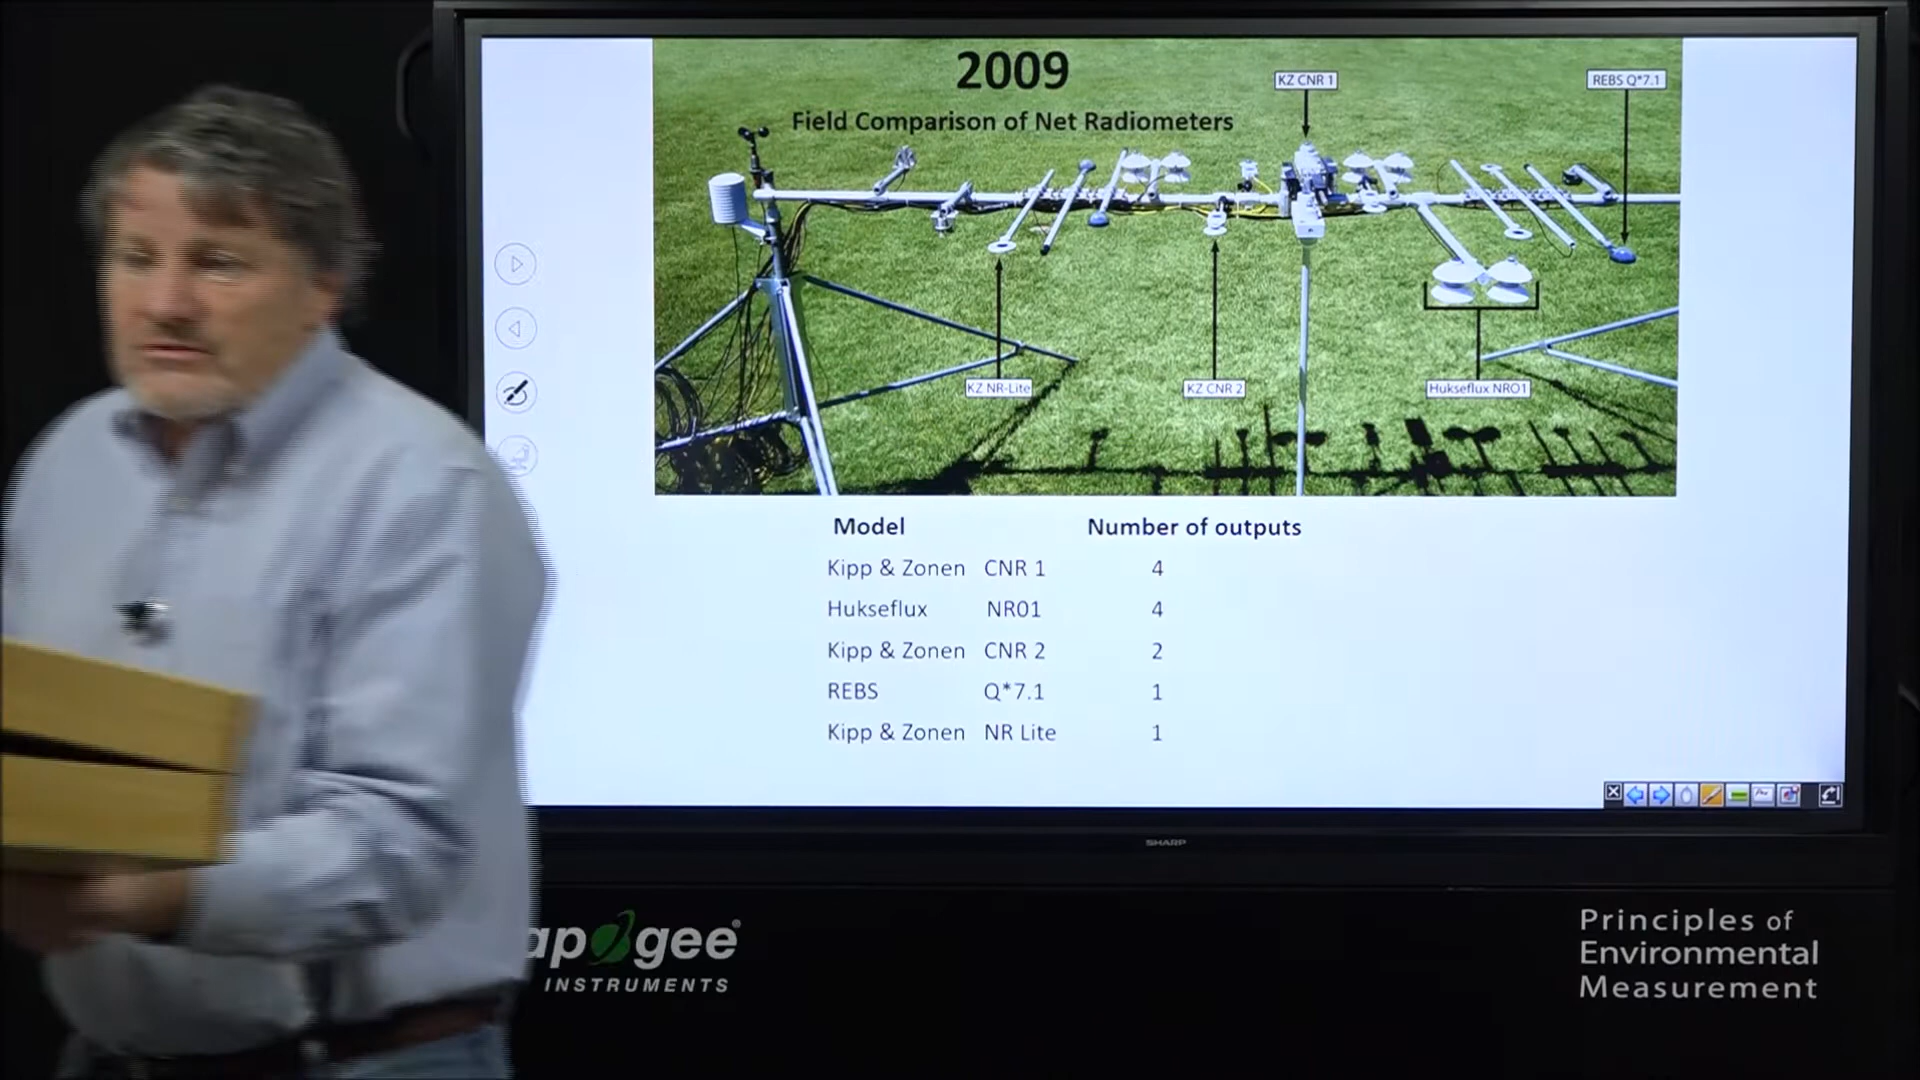 2009
Field Comparison of Net Radiometers
KZ CNR 1
REBS Q*7.1
KZ NR-Lite
KZ CNR 2
Hukseflux NR01
Model Number of outputs
Kipp & Zonen CNR 1 4
Hukseflux NR01 4
Kipp & Zonen CNR 2 2
REBS Q*7.1 1
Kipp & Zonen NR Lite 1
SHARP
apogee®
INSTRUMENTS
Principles of
Environmental
Measurement